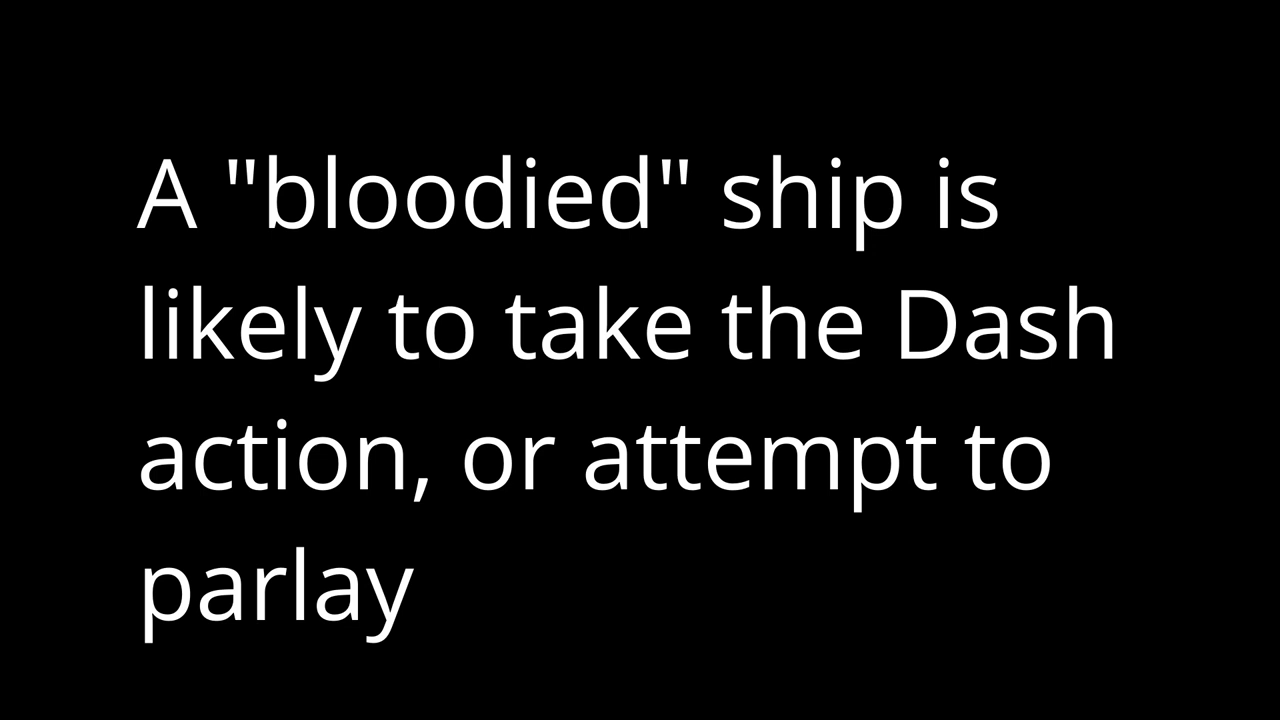 A "bloodied" ship is
likely to take the Dash
action, or attempt to
parlay